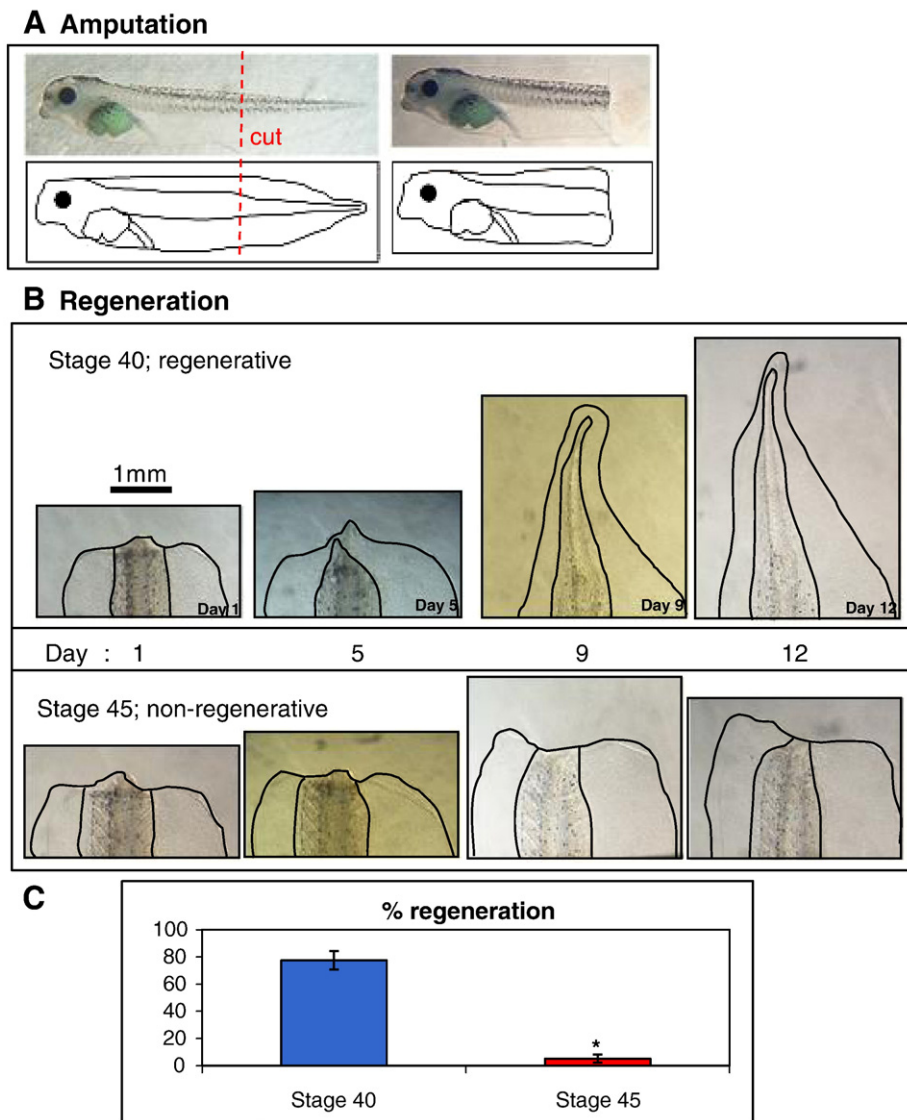 A Amputation
cut
B Regeneration
Stage 40; regenerative
1mm
Day 1
Day 5
Day 9
Day 12
Day : 1 5 9 12
Stage 45; non-regenerative
C
% regeneration
100
80
60
40
20
0
*
Stage 40 Stage 45